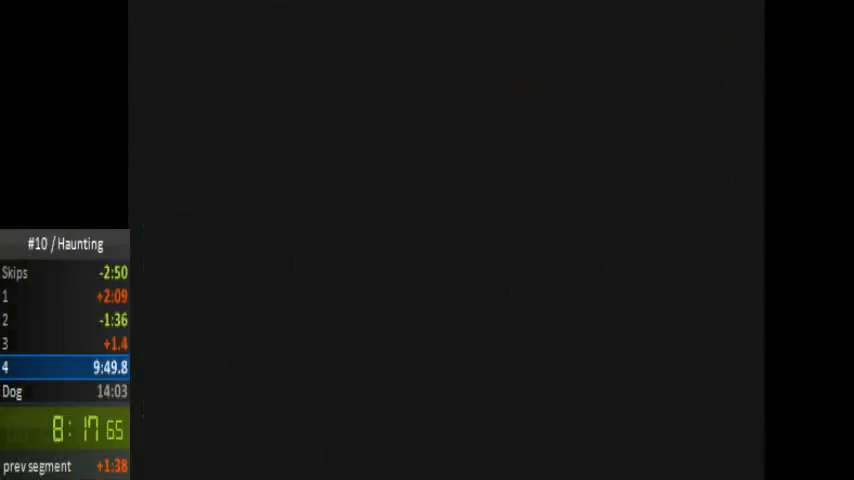 #10 / Haunting
Skips -2:50
1 +2:09
2 -1:36
3 +1.4
4 9:49.8
Dog 14:03
8:17 65
prev segment +1:38